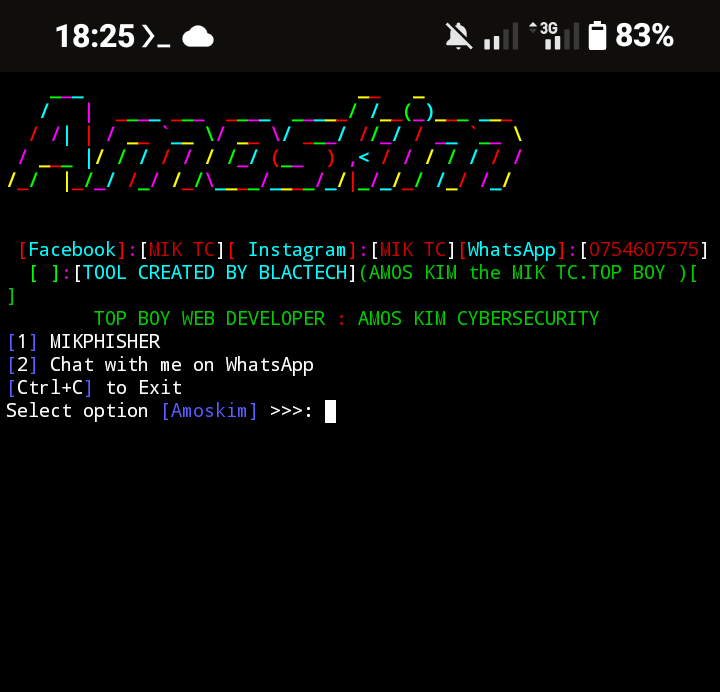 18:25 3G 83%
Amoskim
[Facebook]:[MIK TC][ Instagram]:[MIK TC][WhatsApp]:[0754607575]
[ ]:[TOOL CREATED BY BLACTECH](AMOS KIM the MIK TC.TOP BOY )[
]
TOP BOY WEB DEVELOPER : AMOS KIM CYBERSECURITY
[1] MIKPHISHER
[2] Chat with me on WhatsApp
[Ctrl+C] to Exit
Select option [Amoskim] >>>: